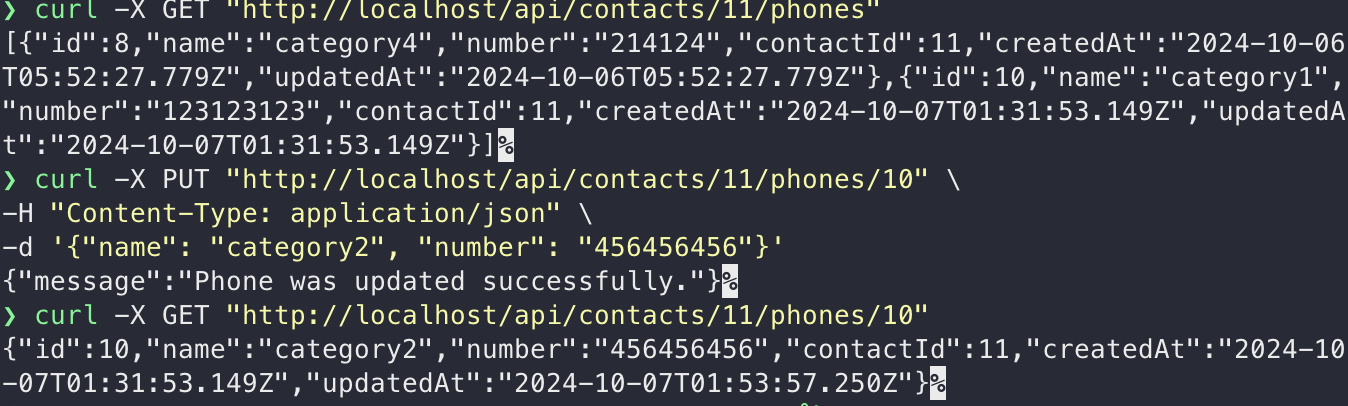 ❯ curl -X GET "http://localhost/api/contacts/11/phones"
[{"id":8,"name":"category4","number":"214124","contactId":11,"createdAt":"2024-10-06
T05:52:27.779Z","updatedAt":"2024-10-06T05:52:27.779Z"},{"id":10,"name":"category1",
"number":"123123123","contactId":11,"createdAt":"2024-10-07T01:31:53.149Z","updatedA
t":"2024-10-07T01:31:53.149Z"}]%
❯ curl -X PUT "http://localhost/api/contacts/11/phones/10" \
-H "Content-Type: application/json" \
-d '{"name": "category2", "number": "456456456"}'
{"message":"Phone was updated successfully."}%
❯ curl -X GET "http://localhost/api/contacts/11/phones/10"
{"id":10,"name":"category2","number":"456456456","contactId":11,"createdAt":"2024-10
-07T01:31:53.149Z","updatedAt":"2024-10-07T01:53:57.250Z"}%